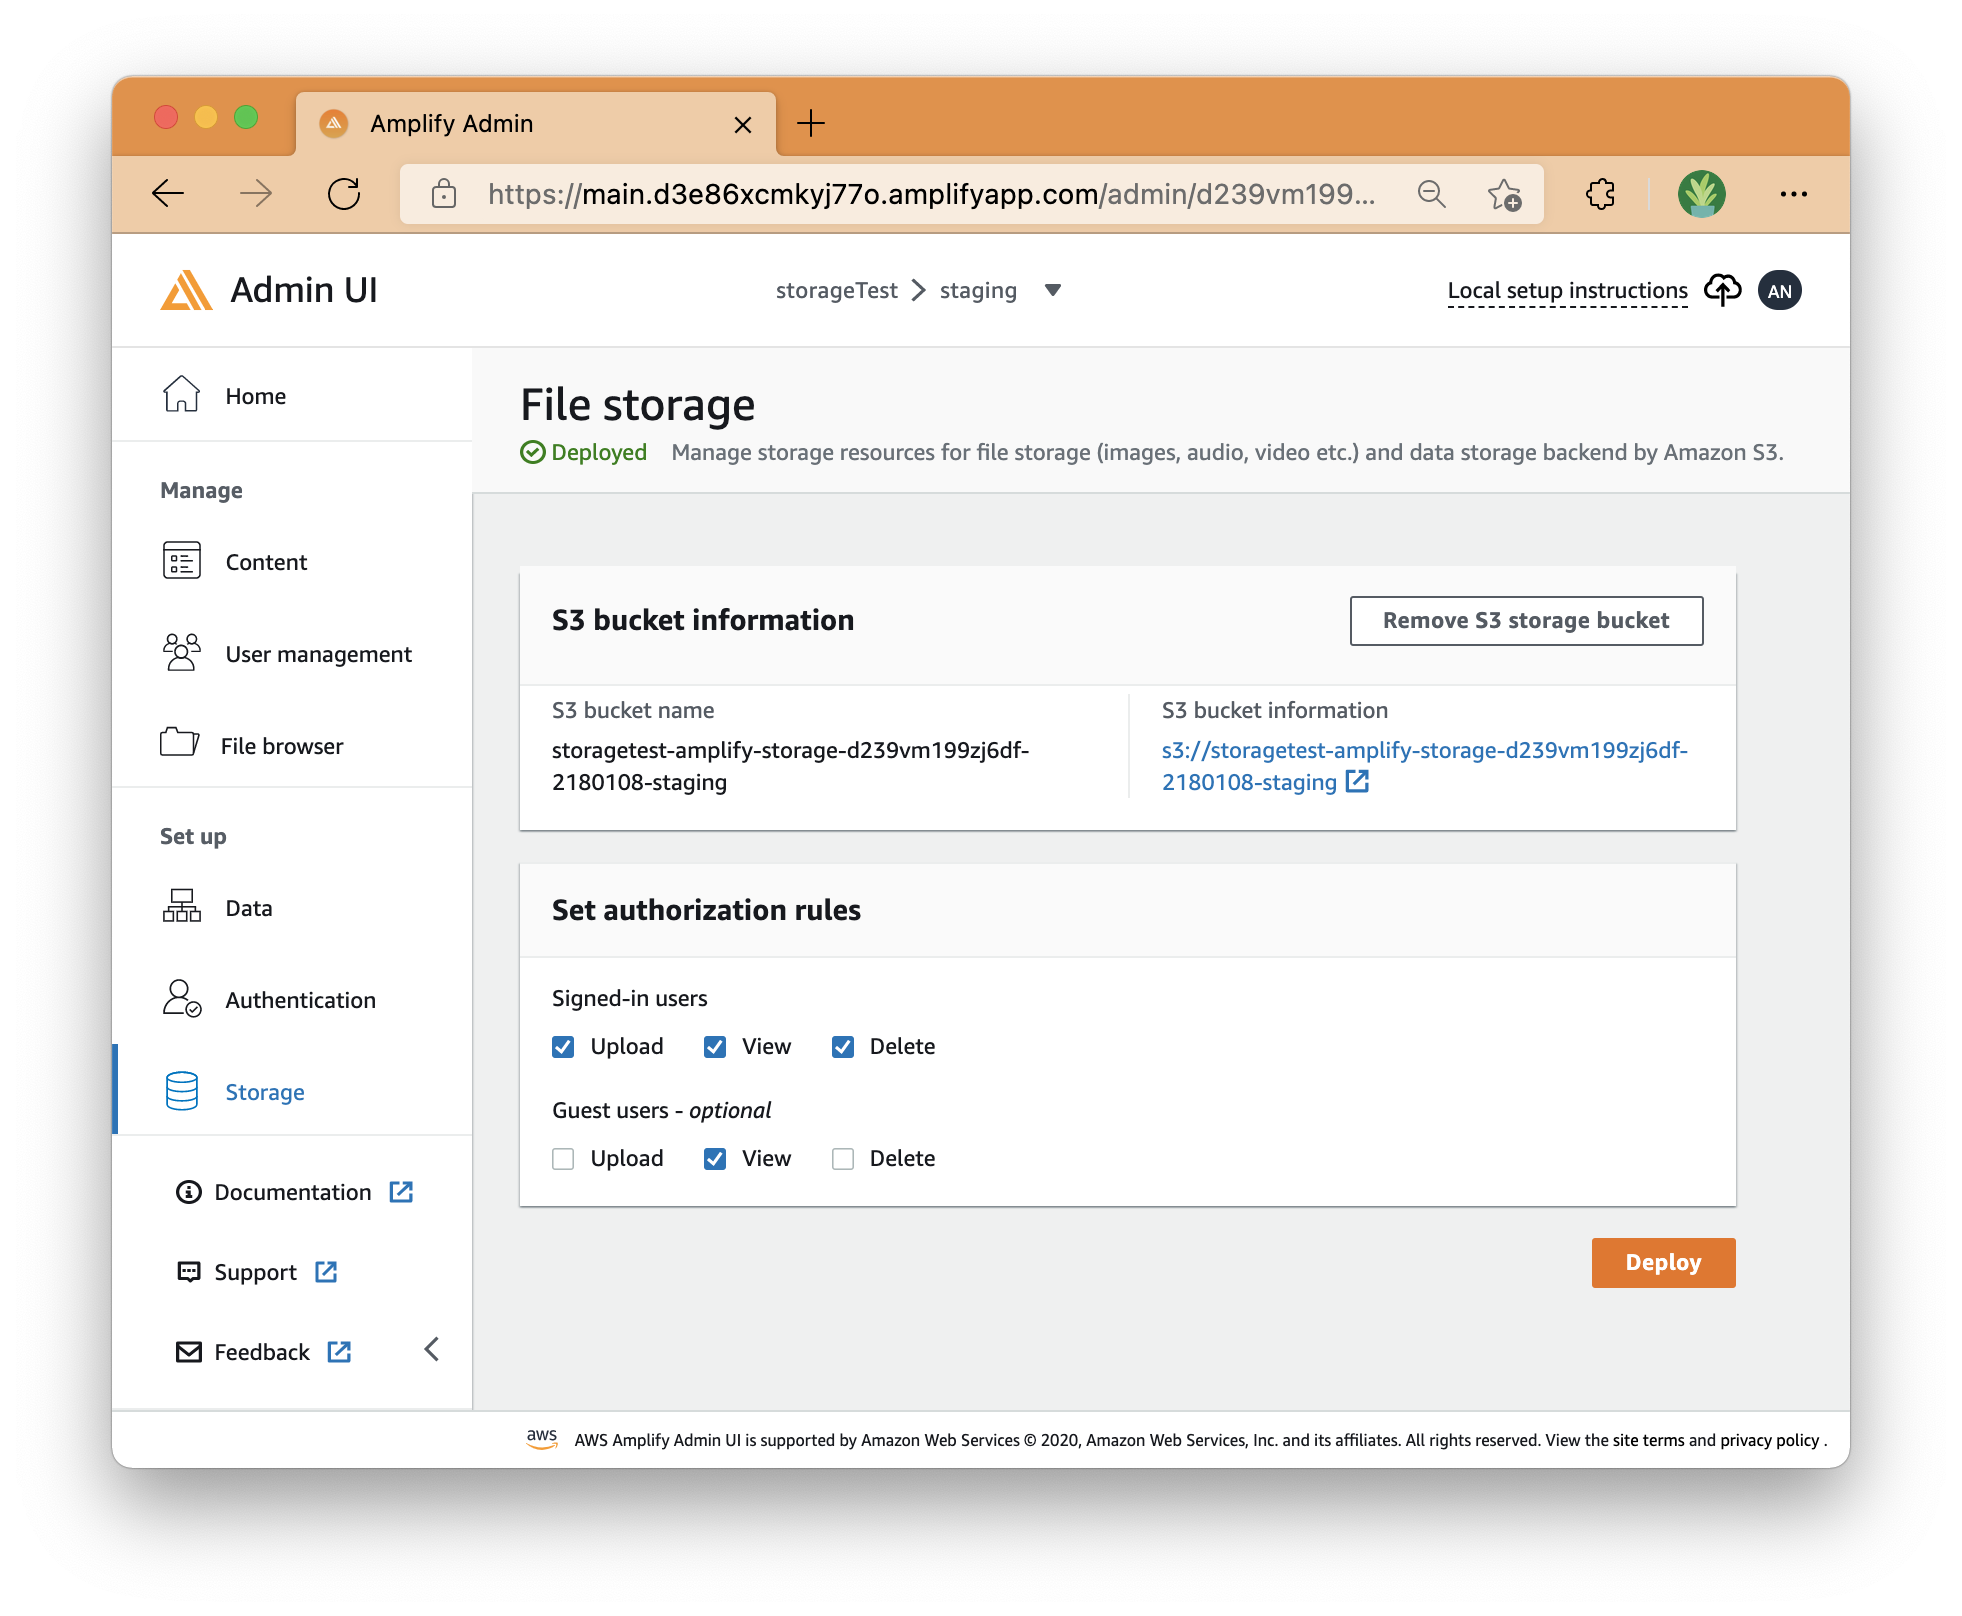 Amplify Admin
https://main.d3e86xcmkyj77o.amplifyapp.com/admin/d239vm199...
Admin UI
storageTest > staging
Local setup instructions
AN
Home
Manage
Content
User management
File browser
Set up
Data
Authentication
Storage
Documentation
Support
Feedback
File storage
Deployed Manage storage resources for file storage (images, audio, video etc.) and data storage backend by Amazon S3.
S3 bucket information
Remove S3 storage bucket
S3 bucket name
storagetest-amplify-storage-d239vm199zj6df-
2180108-staging
S3 bucket information
s3://storagetest-amplify-storage-d239vm199zj6df-
2180108-staging
Set authorization rules
Signed-in users
Upload View Delete
Guest users - optional
Upload View Delete
Deploy
aws AWS Amplify Admin UI is supported by Amazon Web Services © 2020, Amazon Web Services, Inc. and its affiliates. All rights reserved. View the site terms and privacy policy .